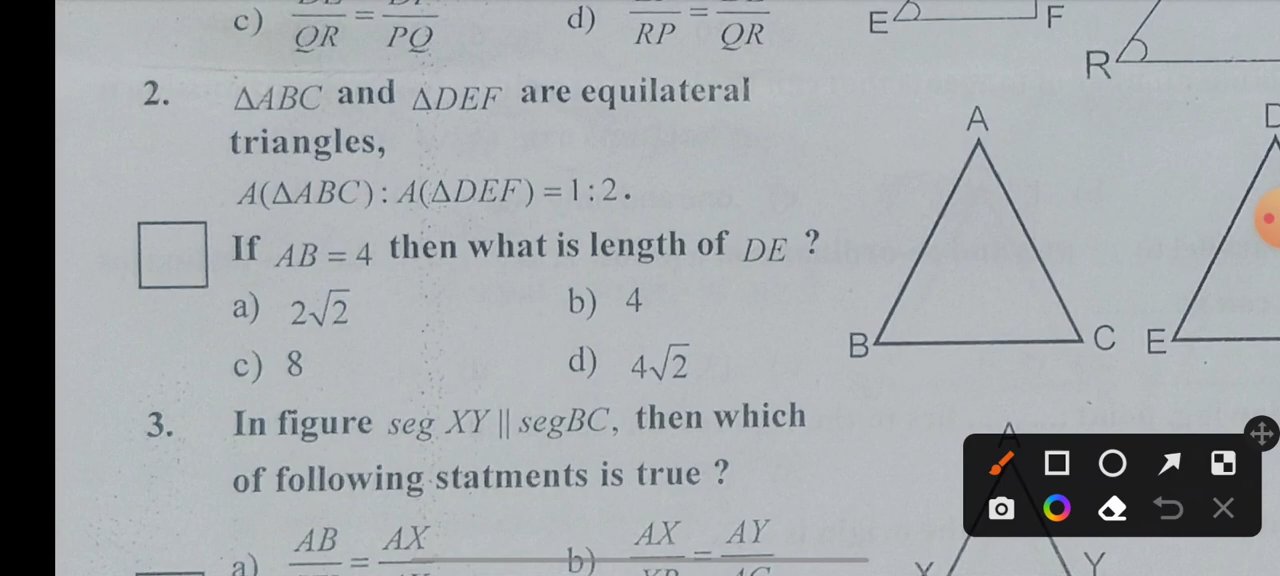 c) QR = PQ d) RP = QR
E F
R
2. ΔABC and ΔDEF are equilateral
triangles,
A(ΔABC) : A(ΔDEF) = 1 : 2 .
If AB = 4 then what is length of DE ?
a) 2√2 b) 4
c) 8 d) 4√2
A
B C E
3. In figure seg XY || segBC, then which
of following statments is true ?
a) AB = AX b) AX = AY
A
Y